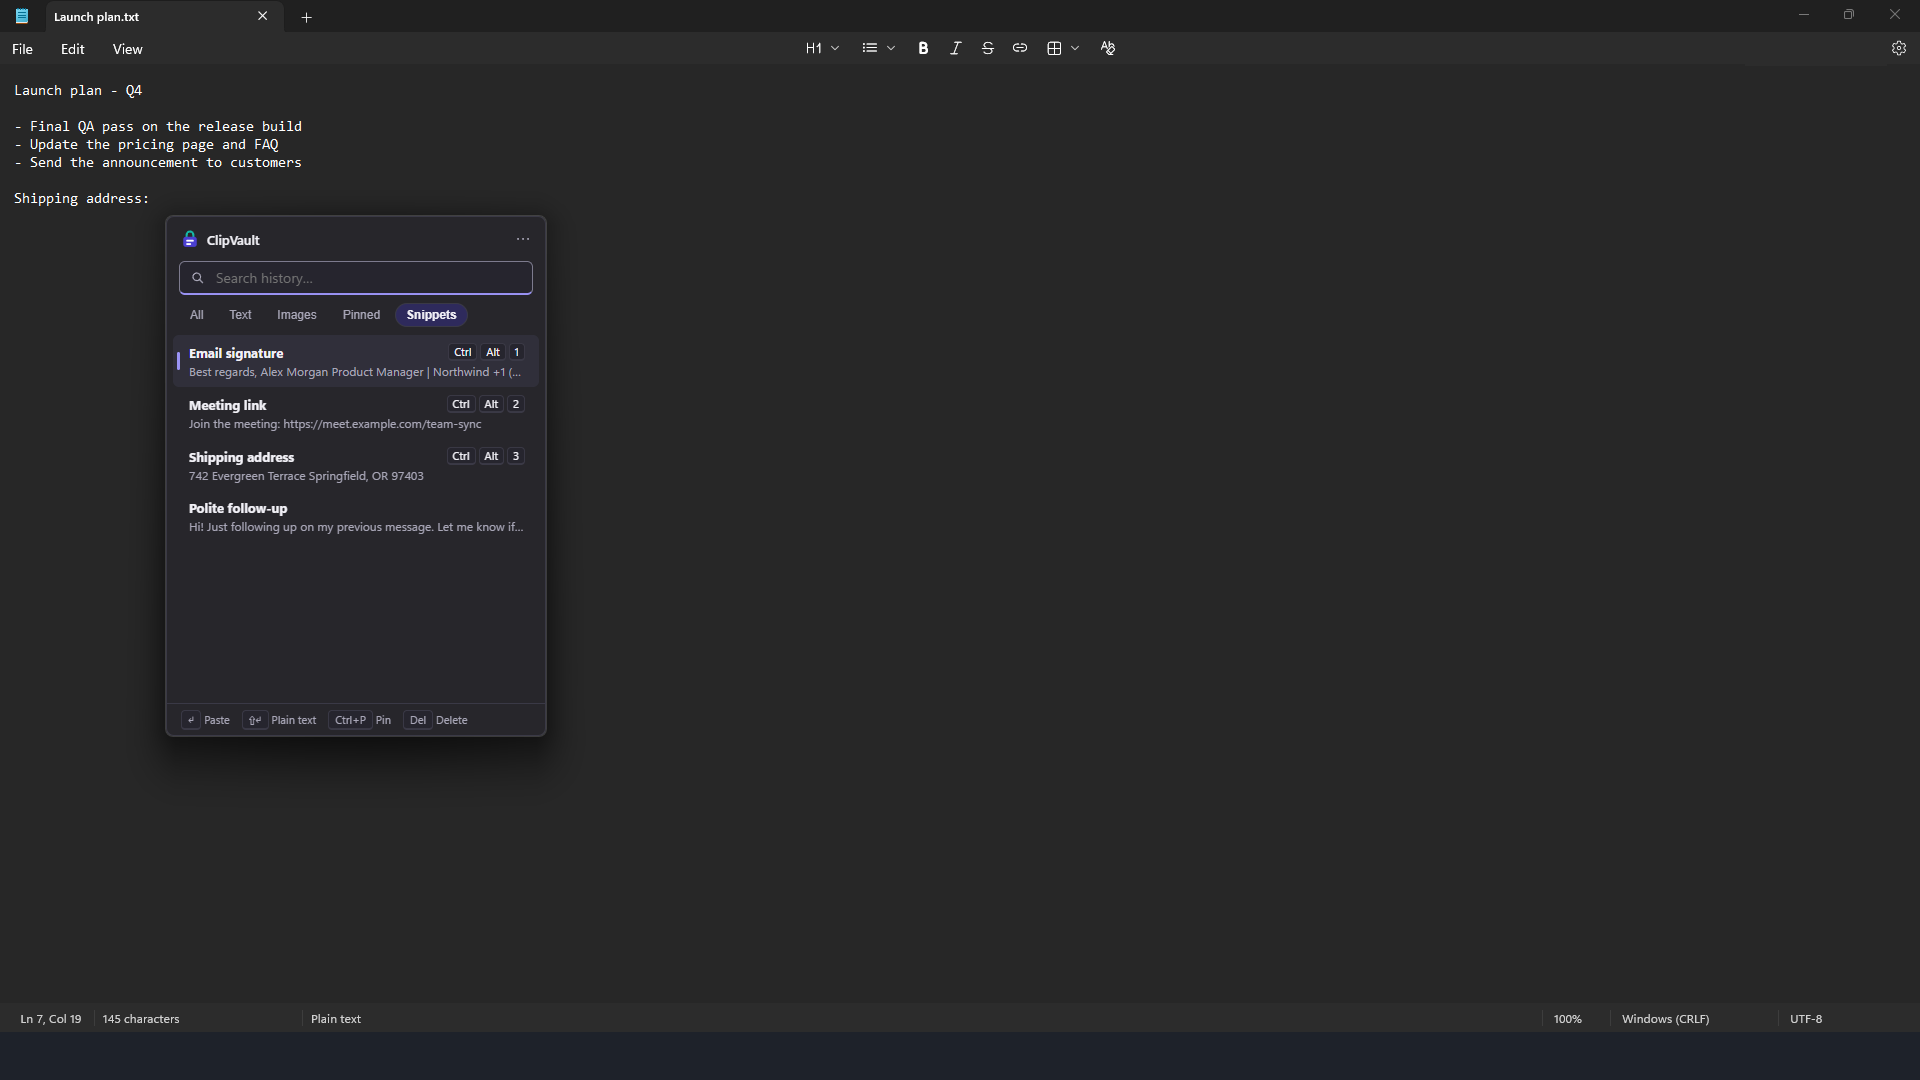 Launch plan.txt
File Edit View
H1
Launch plan - Q4
- Final QA pass on the release build
- Update the pricing page and FAQ
- Send the announcement to customers
Shipping address:
ClipVault
Search history...
All Text Images Pinned Snippets
Email signature Ctrl Alt 1
Best regards, Alex Morgan Product Manager | Northwind +1 (...
Meeting link Ctrl Alt 2
Join the meeting: https://meet.example.com/team-sync
Shipping address Ctrl Alt 3
742 Evergreen Terrace Springfield, OR 97403
Polite follow-up
Hi! Just following up on my previous message. Let me know if...
Paste Plain text Ctrl+P Pin Del Delete
Ln 7, Col 19 145 characters Plain text 100% Windows (CRLF) UTF-8